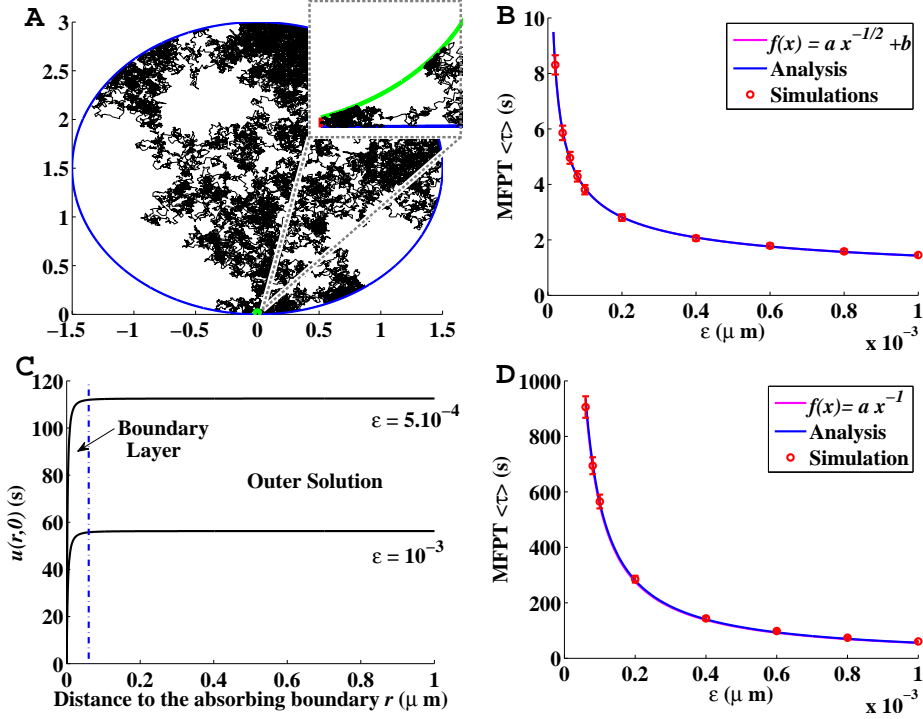 A
3
2.5
2
1.5
1
0.5
0
−1.5
−1
−0.5
0
0.5
1
1.5
B
MFPT <τ> (s)
10
8
6
4
2
0
0
0.2
0.4
0.6
0.8
1
ε (μ m)
x 10⁻³
f(x) = a x⁻¹/² +b
Analysis
Simulations
C
u(r,0) (s)
120
100
80
60
40
20
0
0
0.2
0.4
0.6
0.8
1
Distance to the absorbing boundary r (μ m)
Boundary
Layer
Outer Solution
ε = 5.10⁻⁴
ε = 10⁻³
D
MFPT <τ> (s)
1000
800
600
400
200
0
0
0.2
0.4
0.6
0.8
1
ε (μ m)
x 10⁻³
f(x)= a x⁻¹
Analysis
Simulation